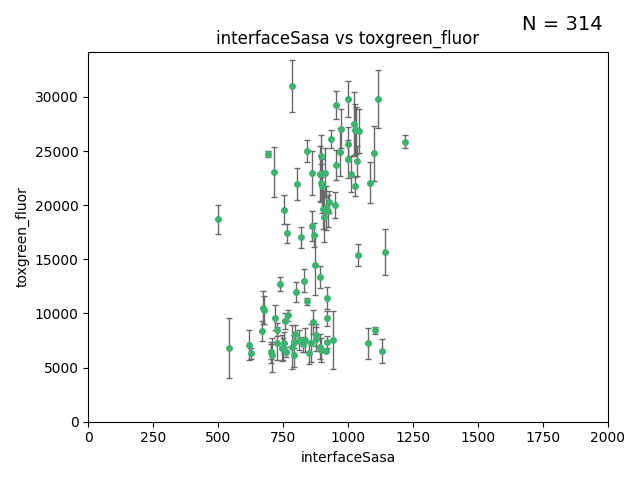 N = 314
interfaceSasa vs toxgreen_fluor
30000
25000
20000
15000
10000
5000
0
toxgreen_fluor
0 250 500 750 1000 1250 1500 1750 2000
interfaceSasa